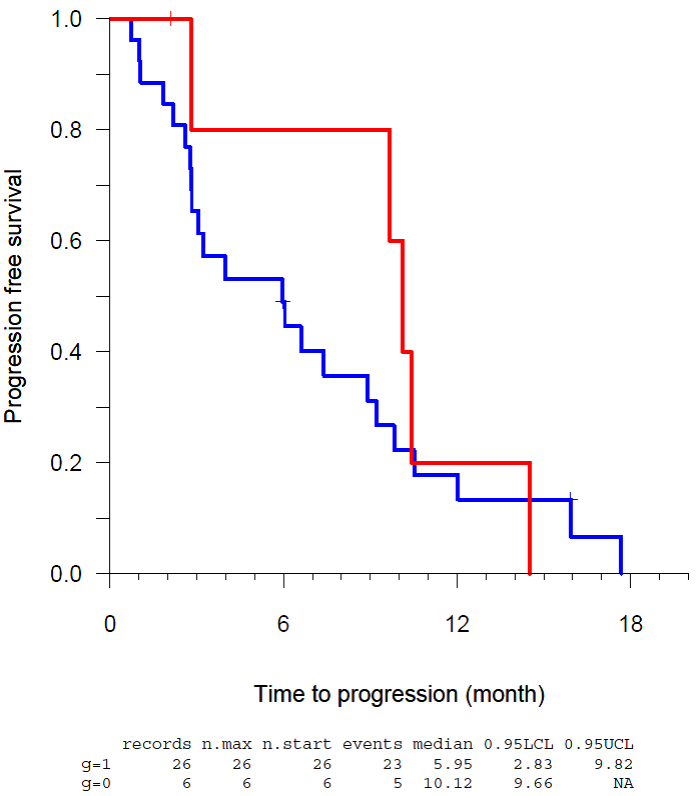 Progression free survival
1.0
0.8
0.6
0.4
0.2
0.0
0 6 12 18
Time to progression (month)
records n.max n.start events median 0.95LCL 0.95UCL
g=1 26 26 26 23 5.95 2.83 9.82
g=0 6 6 6 5 10.12 9.66 NA